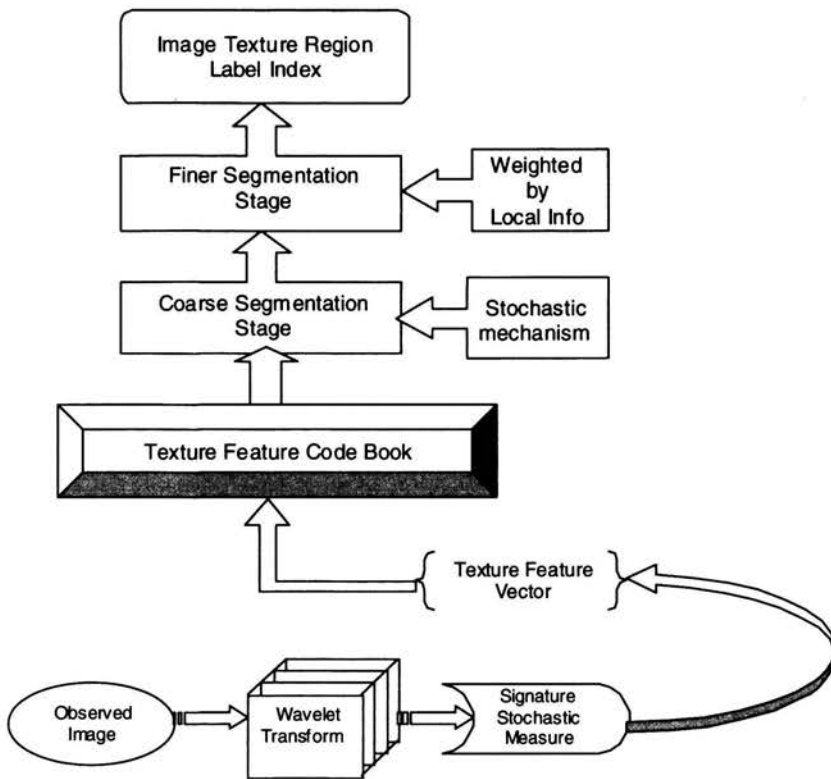 Image Texture Region
Label Index
Finer Segmentation
Stage
Weighted
by
Local Info
Coarse Segmentation
Stage
Stochastic
mechanism
Texture Feature Code Book
Texture Feature
Vector
Observed
Image
Wavelet
Transform
Signature
Stochastic
Measure